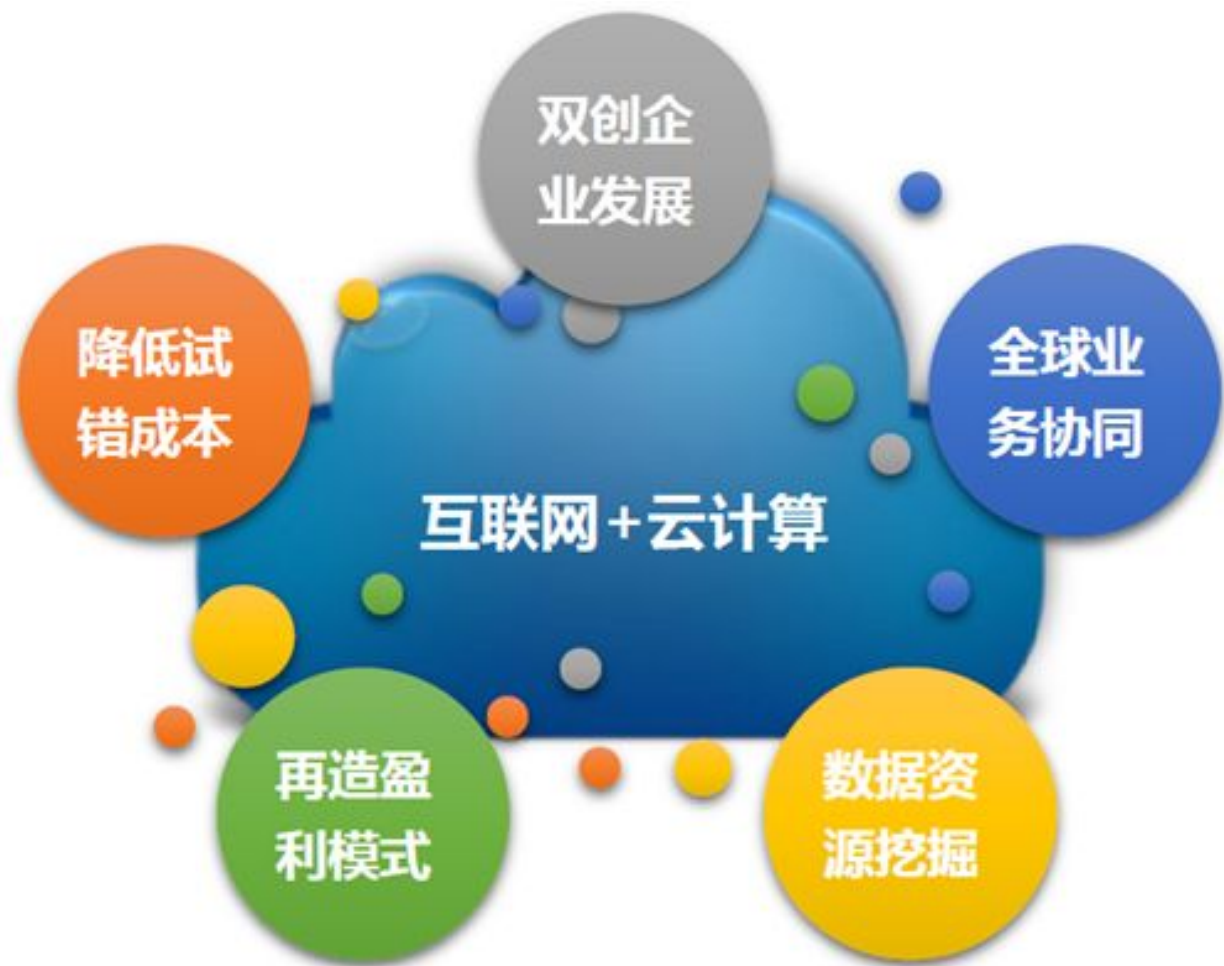 双创企
业发展
降低试
错成本
全球业
务协同
互联网+云计算
再造盈
利模式
数据资
源挖掘